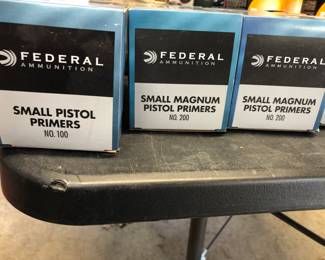 FEDERAL
AMMUNITION
SMALL PISTOL
PRIMERS
NO. 100
FEDERAL
AMMUNITION
SMALL MAGNUM
PISTOL PRIMERS
NO. 200
FEDERAL
AMMUNITION
SMALL MAGNUM
PISTOL PRIMERS
NO. 200